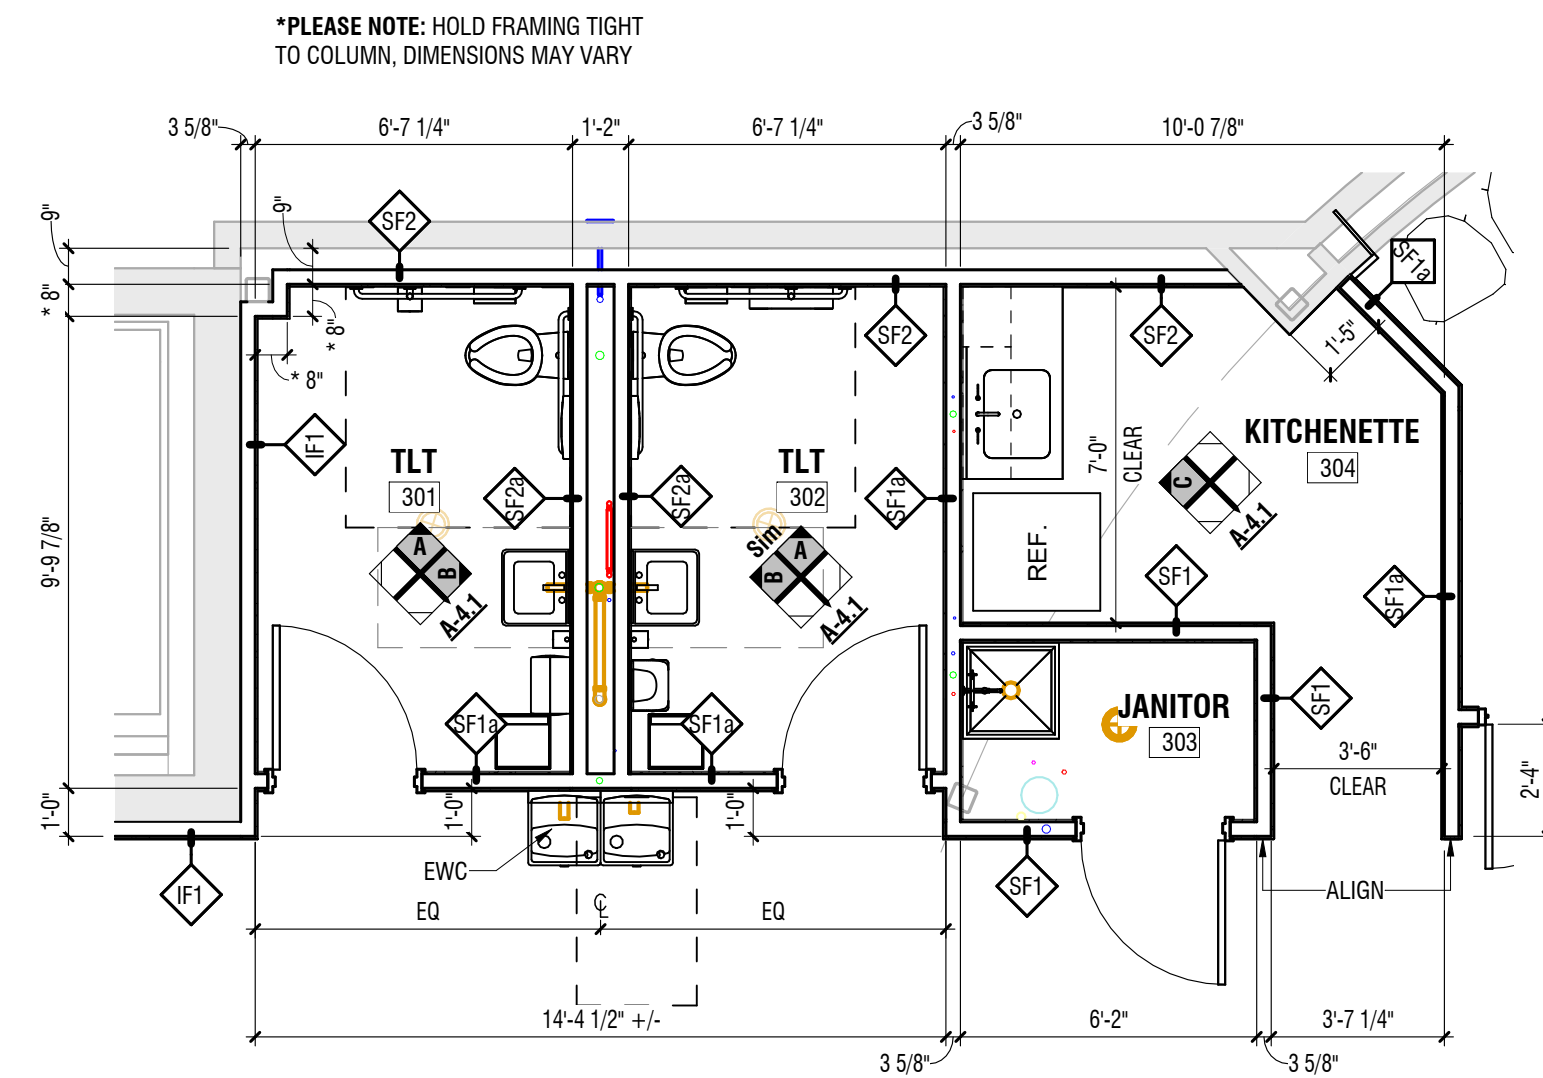 *PLEASE NOTE: HOLD FRAMING TIGHT
TO COLUMN, DIMENSIONS MAY VARY
3 5/8"
6'-7 1/4"
1'-2"
6'-7 1/4"
3 5/8"
10'-0 7/8"
9"
9"
SF2
SF1a
* 8"
* 8"
* 8"
SF2
SF2
1'-5"
IF1
TLT
301
SF2a
SF2a
TLT
302
SF1a
7'-0"
CLEAR
KITCHENETTE
304
C
A-4.1
9'-9 7/8"
A
B
A-4.1
Sim
A
B
A-4.1
REF.
SF1
SF1a
SF1a
SF1a
JANITOR
303
SF1
3'-6"
CLEAR
2'-4"
1'-0"
1'-0"
1'-0"
EWC
IF1
SF1
ALIGN
EQ
CL
EQ
14'-4 1/2" +/-
6'-2"
3'-7 1/4"
3 5/8"
3 5/8"